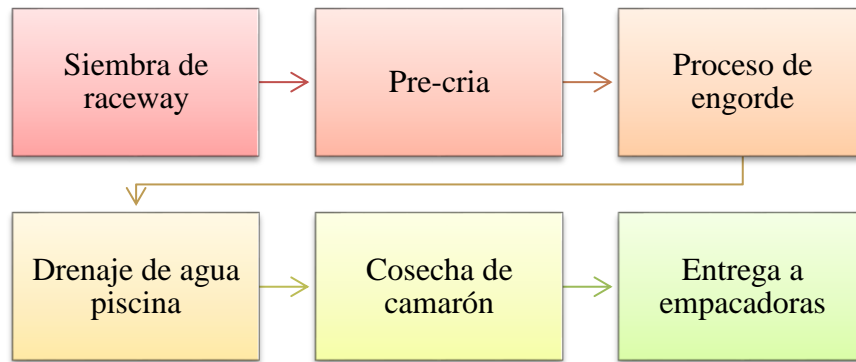 Siembra de
raceway
Pre-cria
Proceso de
engorde
Drenaje de agua
piscina
Cosecha de
camarón
Entrega a
empacadoras